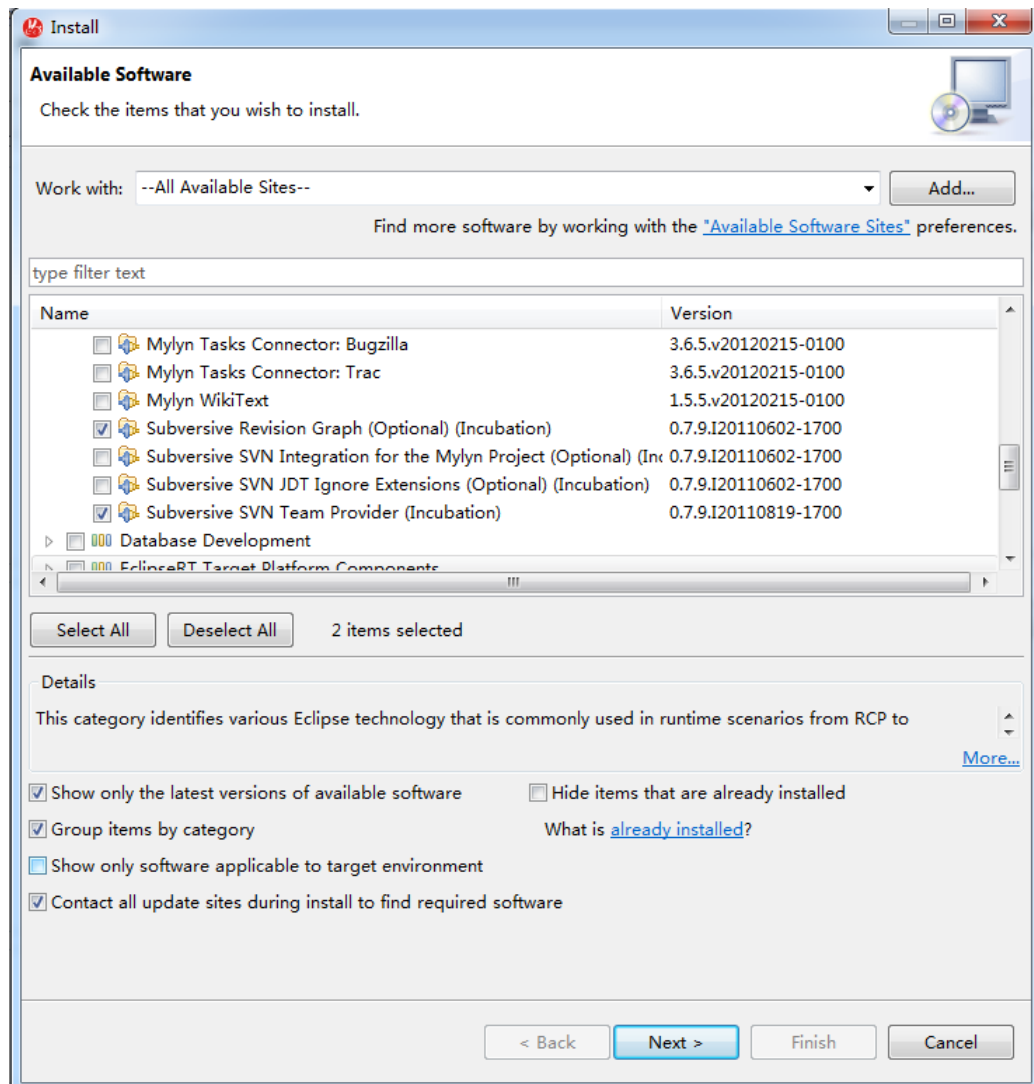 Install
Available Software
Check the items that you wish to install.
Work with: --All Available Sites-- Add...
Find more software by working with the "Available Software Sites" preferences.
type filter text
Name Version
Mylyn Tasks Connector: Bugzilla 3.6.5.v20120215-0100
Mylyn Tasks Connector: Trac 3.6.5.v20120215-0100
Mylyn WikiText 1.5.5.v20120215-0100
Subversive Revision Graph (Optional) (Incubation) 0.7.9.I20110602-1700
Subversive SVN Integration for the Mylyn Project (Optional) (Inc 0.7.9.I20110602-1700
Subversive SVN JDT Ignore Extensions (Optional) (Incubation) 0.7.9.I20110602-1700
Subversive SVN Team Provider (Incubation) 0.7.9.I20110819-1700
Database Development
EclipseRT Target Platform Components
Select All Deselect All 2 items selected
Details
This category identifies various Eclipse technology that is commonly used in runtime scenarios from RCP to
More...
Show only the latest versions of available software Hide items that are already installed
Group items by category What is already installed?
Show only software applicable to target environment
Contact all update sites during install to find required software
< Back Next > Finish Cancel